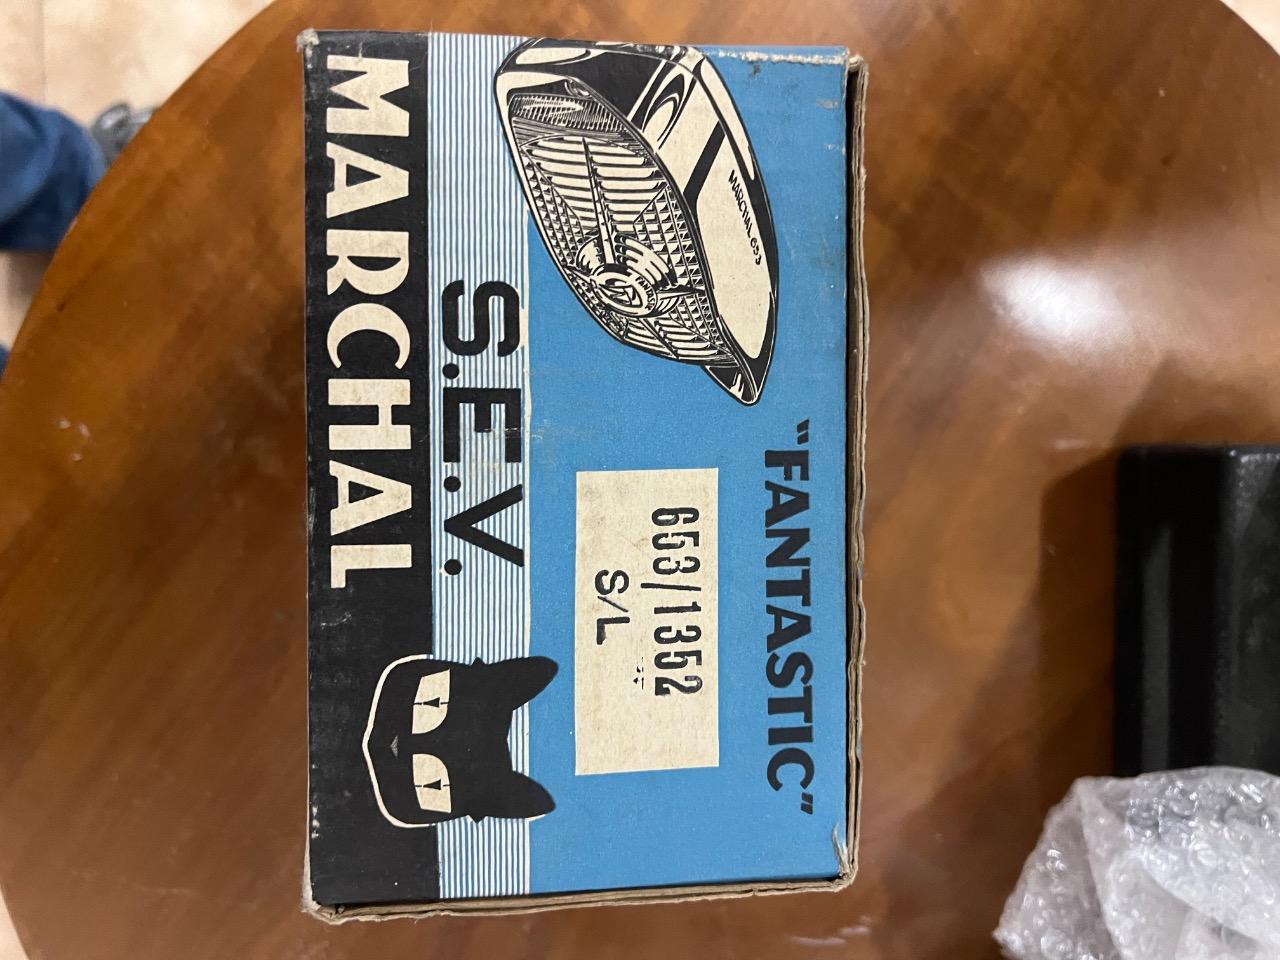 "FANTASTIC"
MARCHAL 653
653/1352
S/L
S.E.V.
MARCHAL